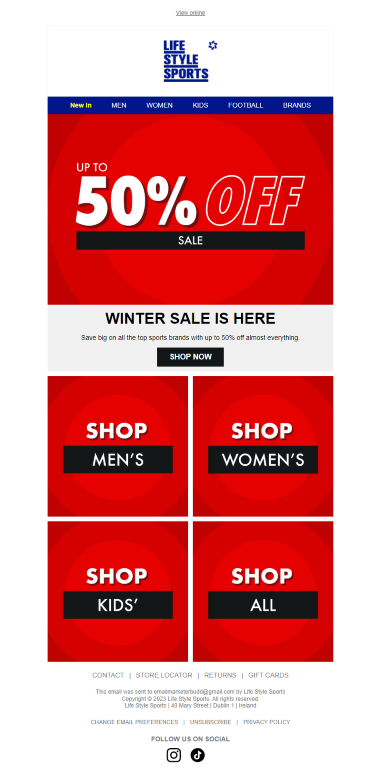 View online
LIFE
STYLE
SPORTS
New In MEN WOMEN KIDS FOOTBALL BRANDS
UP TO
50% OFF
SALE
WINTER SALE IS HERE
Save big on all the top sports brands with up to 50% off almost everything.
SHOP NOW
SHOP
MEN'S
SHOP
WOMEN'S
SHOP
KIDS'
SHOP
ALL
CONTACT | STORE LOCATOR | RETURNS | GIFT CARDS
This email was sent to emailmarketerbudd@gmail.com by Life Style Sports
Copyright © 2023 Life Style Sports. All rights reserved.
Life Style Sports | 40 Mary Street | Dublin 1 | Ireland
CHANGE EMAIL PREFERENCES | UNSUBSCRIBE | PRIVACY POLICY
FOLLOW US ON SOCIAL